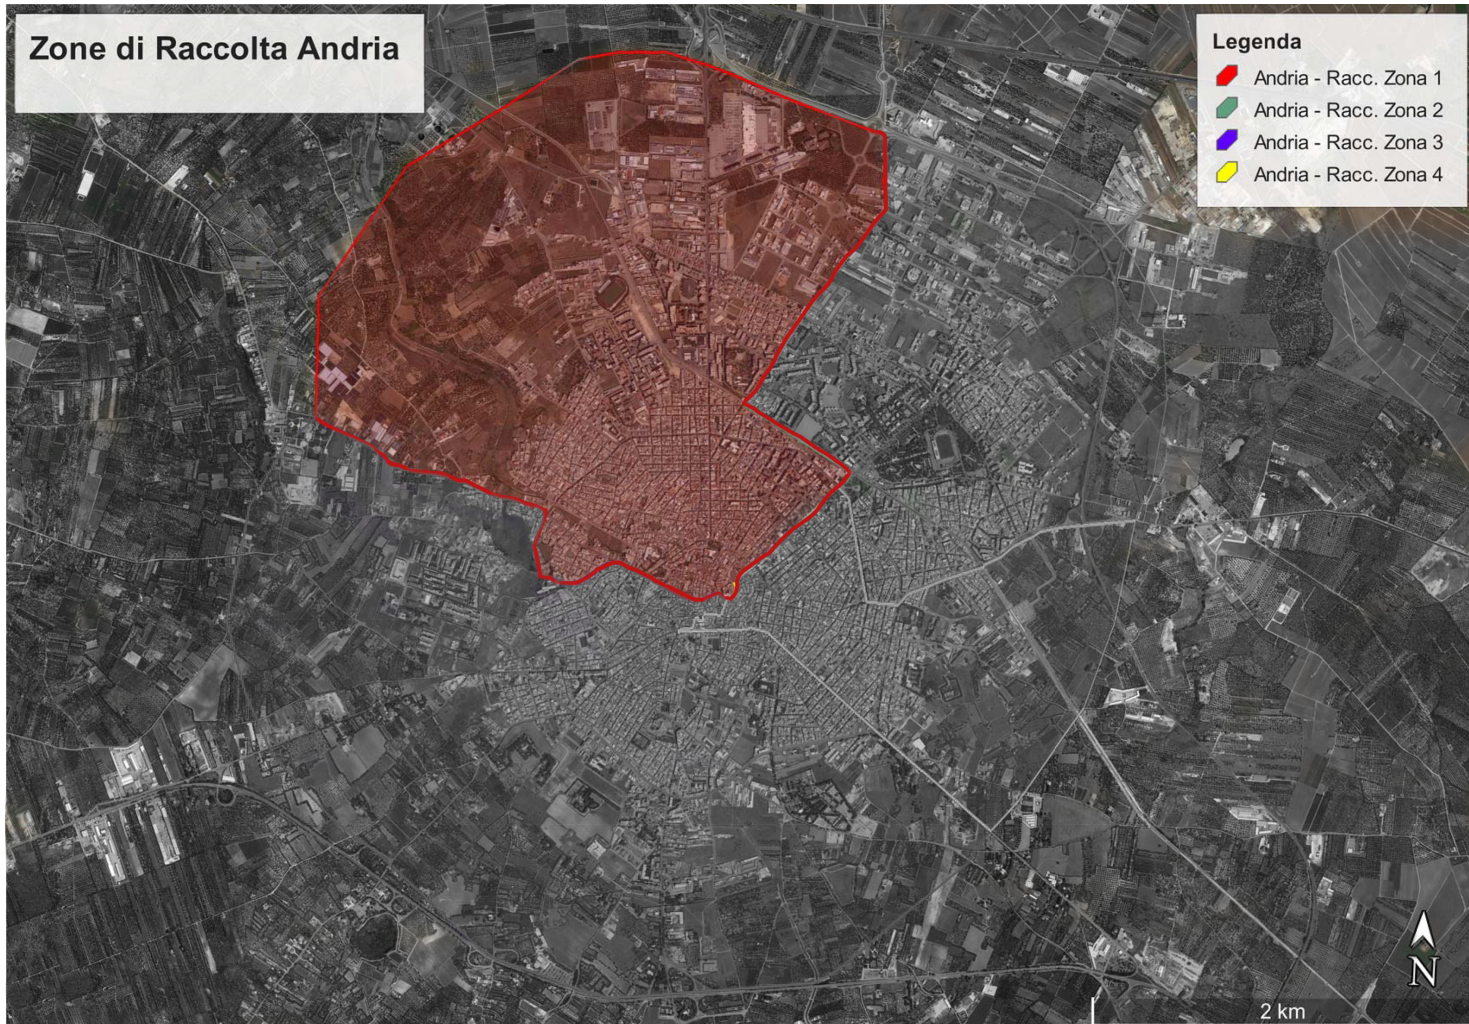 Zone di Raccolta Andria
Legenda
Andria - Racc. Zona 1
Andria - Racc. Zona 2
Andria - Racc. Zona 3
Andria - Racc. Zona 4
N
2 km